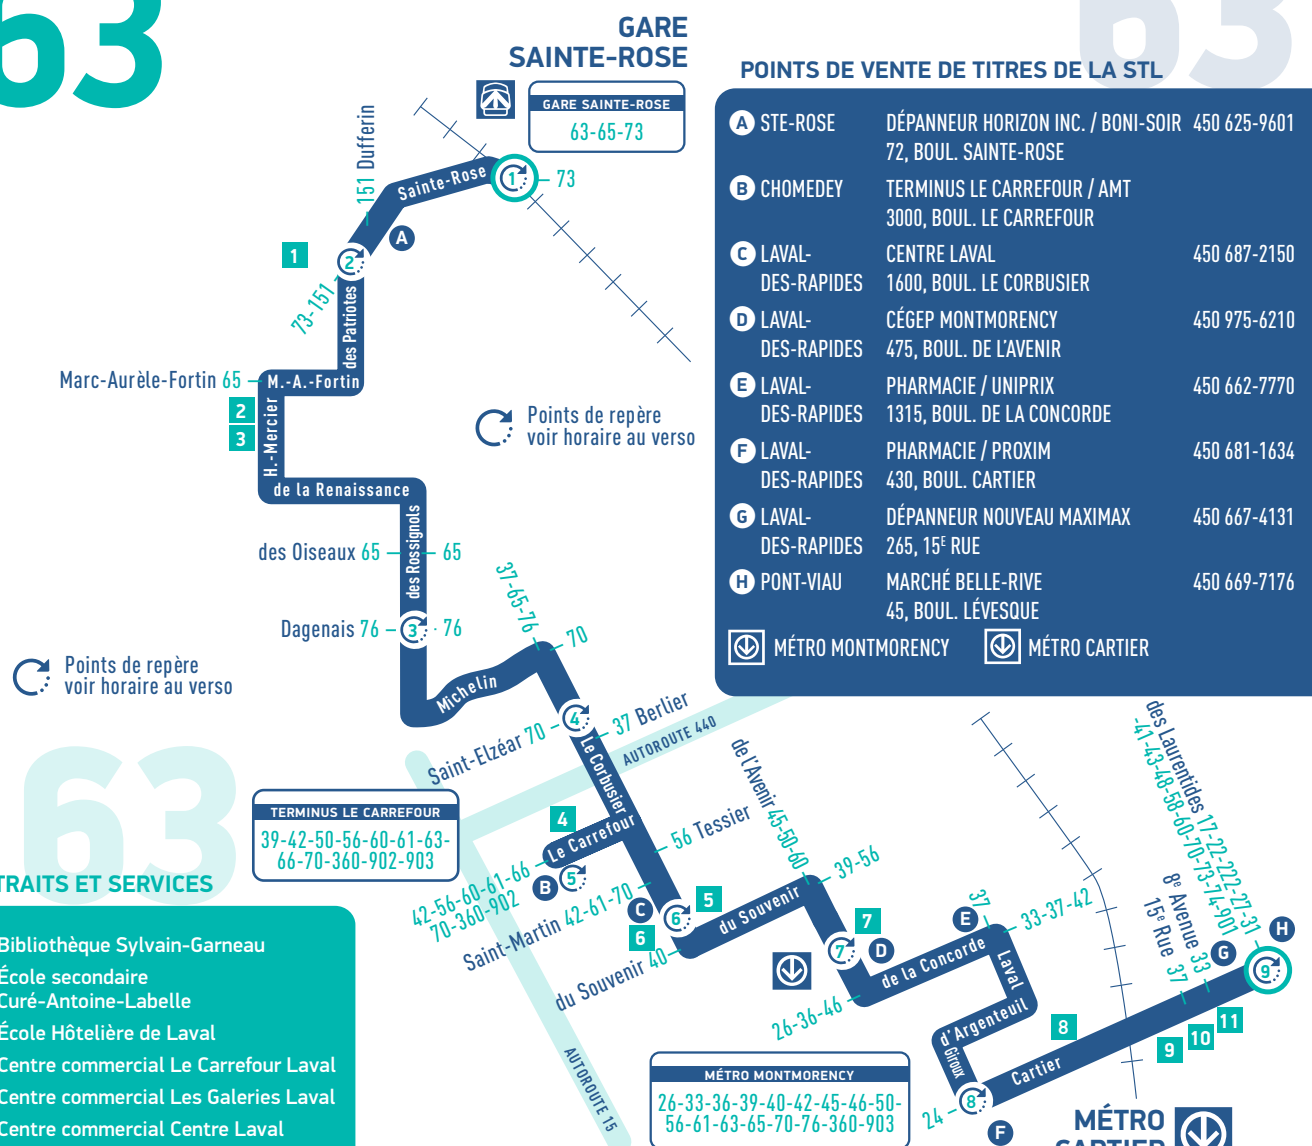 63
63
GARE
SAINTE-ROSE
GARE SAINTE-ROSE
63-65-73
151 Dufferin
Sainte-Rose
1
73
A
1
2
73-151
des Patriotes
Marc-Aurèle-Fortin 65
M.-A.-Fortin
2
3
H.-Mercier
Points de repère
voir horaire au verso
de la Renaissance
des Rossignols
des Oiseaux 65
65
Dagenais 76
3
76
37-65-76
70
Points de repère
voir horaire au verso
Michelin
POINTS DE VENTE DE TITRES DE LA STL
A STE-ROSE DÉPANNEUR HORIZON INC. / BONI-SOIR 450 625-9601
72, BOUL. SAINTE-ROSE
B CHOMEDEY TERMINUS LE CARREFOUR / AMT
3000, BOUL. LE CARREFOUR
C LAVAL- CENTRE LAVAL 450 687-2150
DES-RAPIDES 1600, BOUL. LE CORBUSIER
D LAVAL- CÉGEP MONTMORENCY 450 975-6210
DES-RAPIDES 475, BOUL. DE L'AVENIR
E LAVAL- PHARMACIE / UNIPRIX 450 662-7770
DES-RAPIDES 1315, BOUL. DE LA CONCORDE
F LAVAL- PHARMACIE / PROXIM 450 681-1634
DES-RAPIDES 430, BOUL. CARTIER
G LAVAL- DÉPANNEUR NOUVEAU MAXIMAX 450 667-4131
DES-RAPIDES 265, 15E RUE
H PONT-VIAU MARCHÉ BELLE-RIVE 450 669-7176
45, BOUL. LÉVESQUE
MÉTRO MONTMORENCY MÉTRO CARTIER
Saint-Elzéar 70
4
37 Berlier
AUTOROUTE 440
Le Corbusier
63
TERMINUS LE CARREFOUR
39-42-50-56-60-61-63-
66-70-360-902-903
4
Le Carrefour
5
B
42-56-60-61-66
70-360-902
56 Tessier
Saint-Martin 42-61-70
C
6
5
6
du Souvenir 40
du Souvenir
de l'Avenir 45-50-60
39-56
7
7
D
26-36-46
E
37
33-37-42
de la Concorde
Laval
d'Argenteuil
Giroux
8
24
F
Cartier
8
9
10
11
15e Rue 37
8e Avenue 33
des Laurentides 17-22-222-27-31
-41-43-48-58-60-70-73-74-901
G
H
9
AUTOROUTE 15
MÉTRO MONTMORENCY
26-33-36-39-40-42-45-46-50-
56-61-63-65-70-76-360-903
MÉTRO
CARTIER
TRAITS ET SERVICES
Bibliothèque Sylvain-Garneau
École secondaire
Curé-Antoine-Labelle
École Hôtelière de Laval
Centre commercial Le Carrefour Laval
Centre commercial Les Galeries Laval
Centre commercial Centre Laval